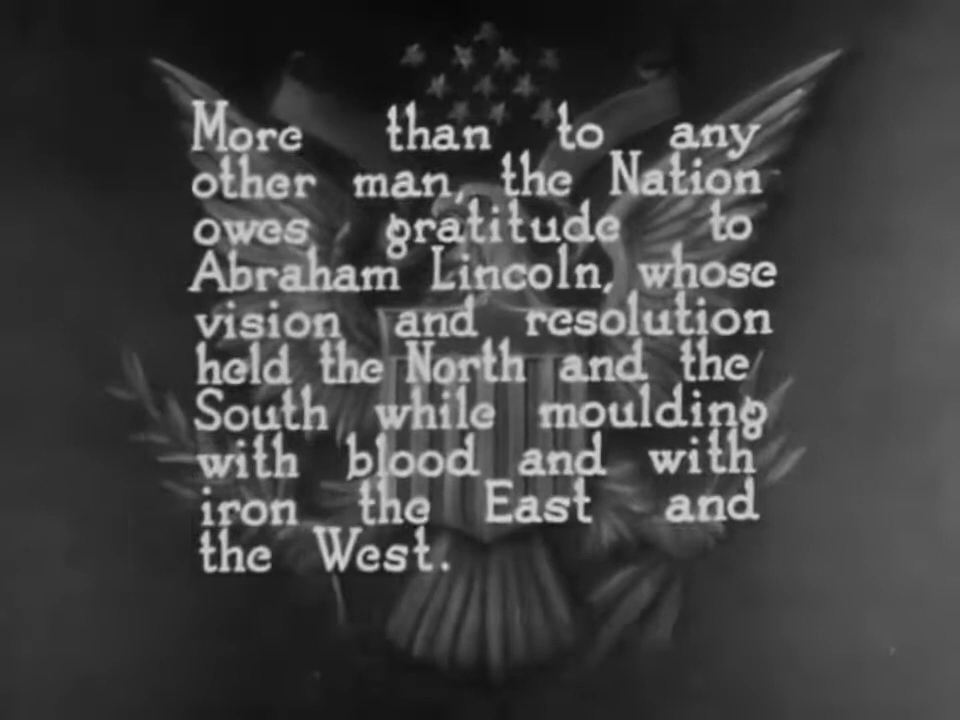 More than to any
other man, the Nation
owes gratitude to
Abraham Lincoln, whose
vision and resolution
held the North and the
South while moulding
with blood and with
iron the East and
the West.